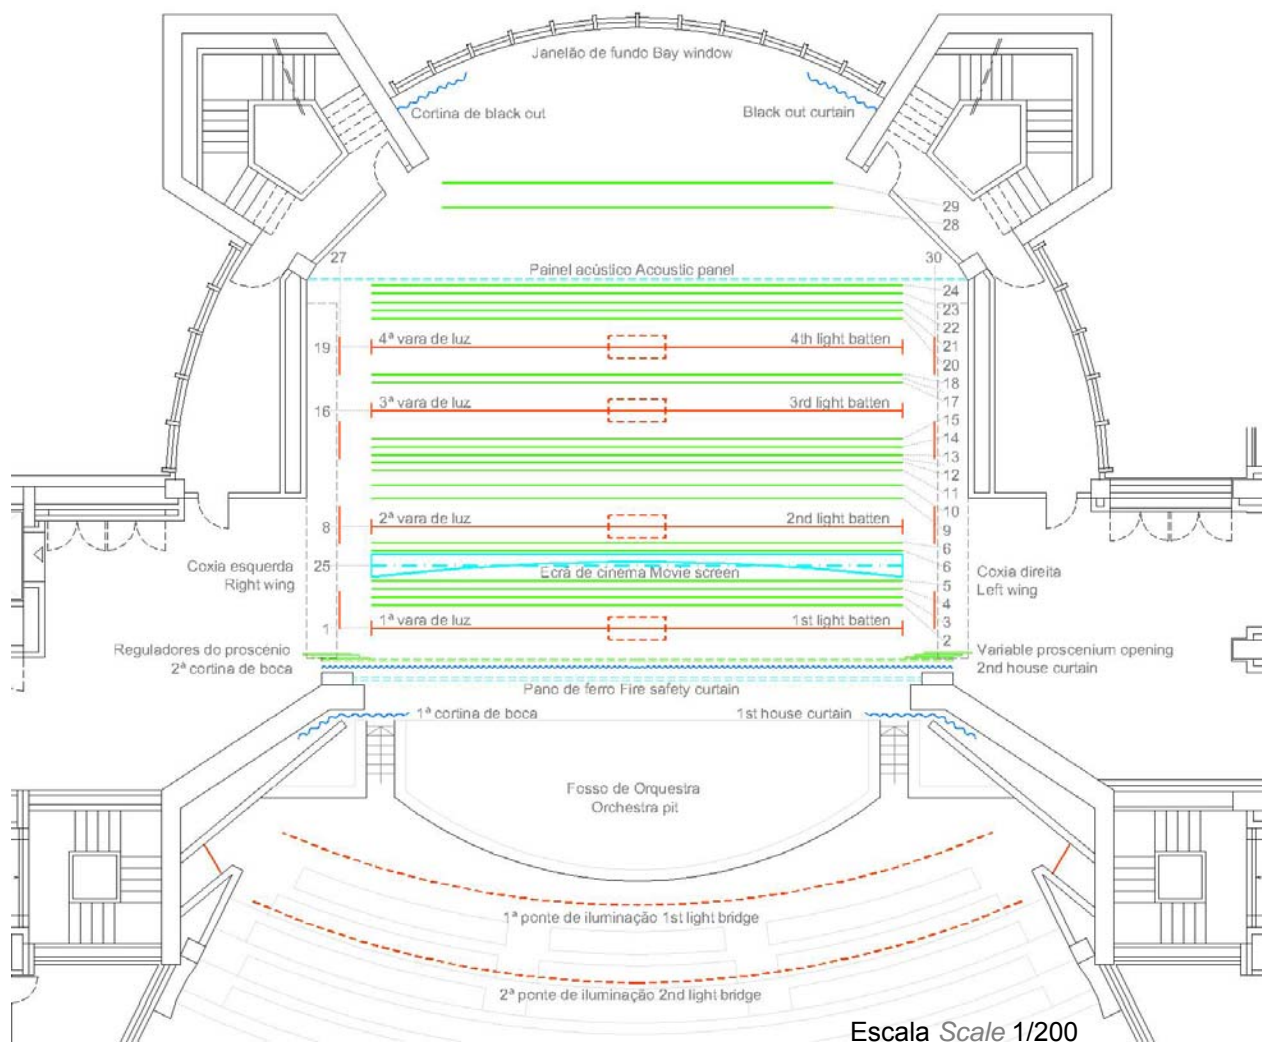 Janelão de fundo Bay window
Cortina de black out
Black out curtain
29
28
27
30
Painel acústico Acoustic panel
24
23
22
21
20
19
4ª vara de luz
4th light batten
18
17
16
3ª vara de luz
3rd light batten
15
14
13
12
11
10
9
8
2ª vara de luz
2nd light batten
6
6
Coxia esquerda
Right wing
25
Ecrã de cinema Movie screen
Coxia direita
Left wing
5
4
3
2
1
1ª vara de luz
1st light batten
Reguladores do proscénio
2ª cortina de boca
Variable proscenium opening
2nd house curtain
Pano de ferro Fire safety curtain
1ª cortina de boca
1st house curtain
Fosso de Orquestra
Orchestra pit
1ª ponte de iluminação 1st light bridge
2ª ponte de iluminação 2nd light bridge
Escala Scale 1/200